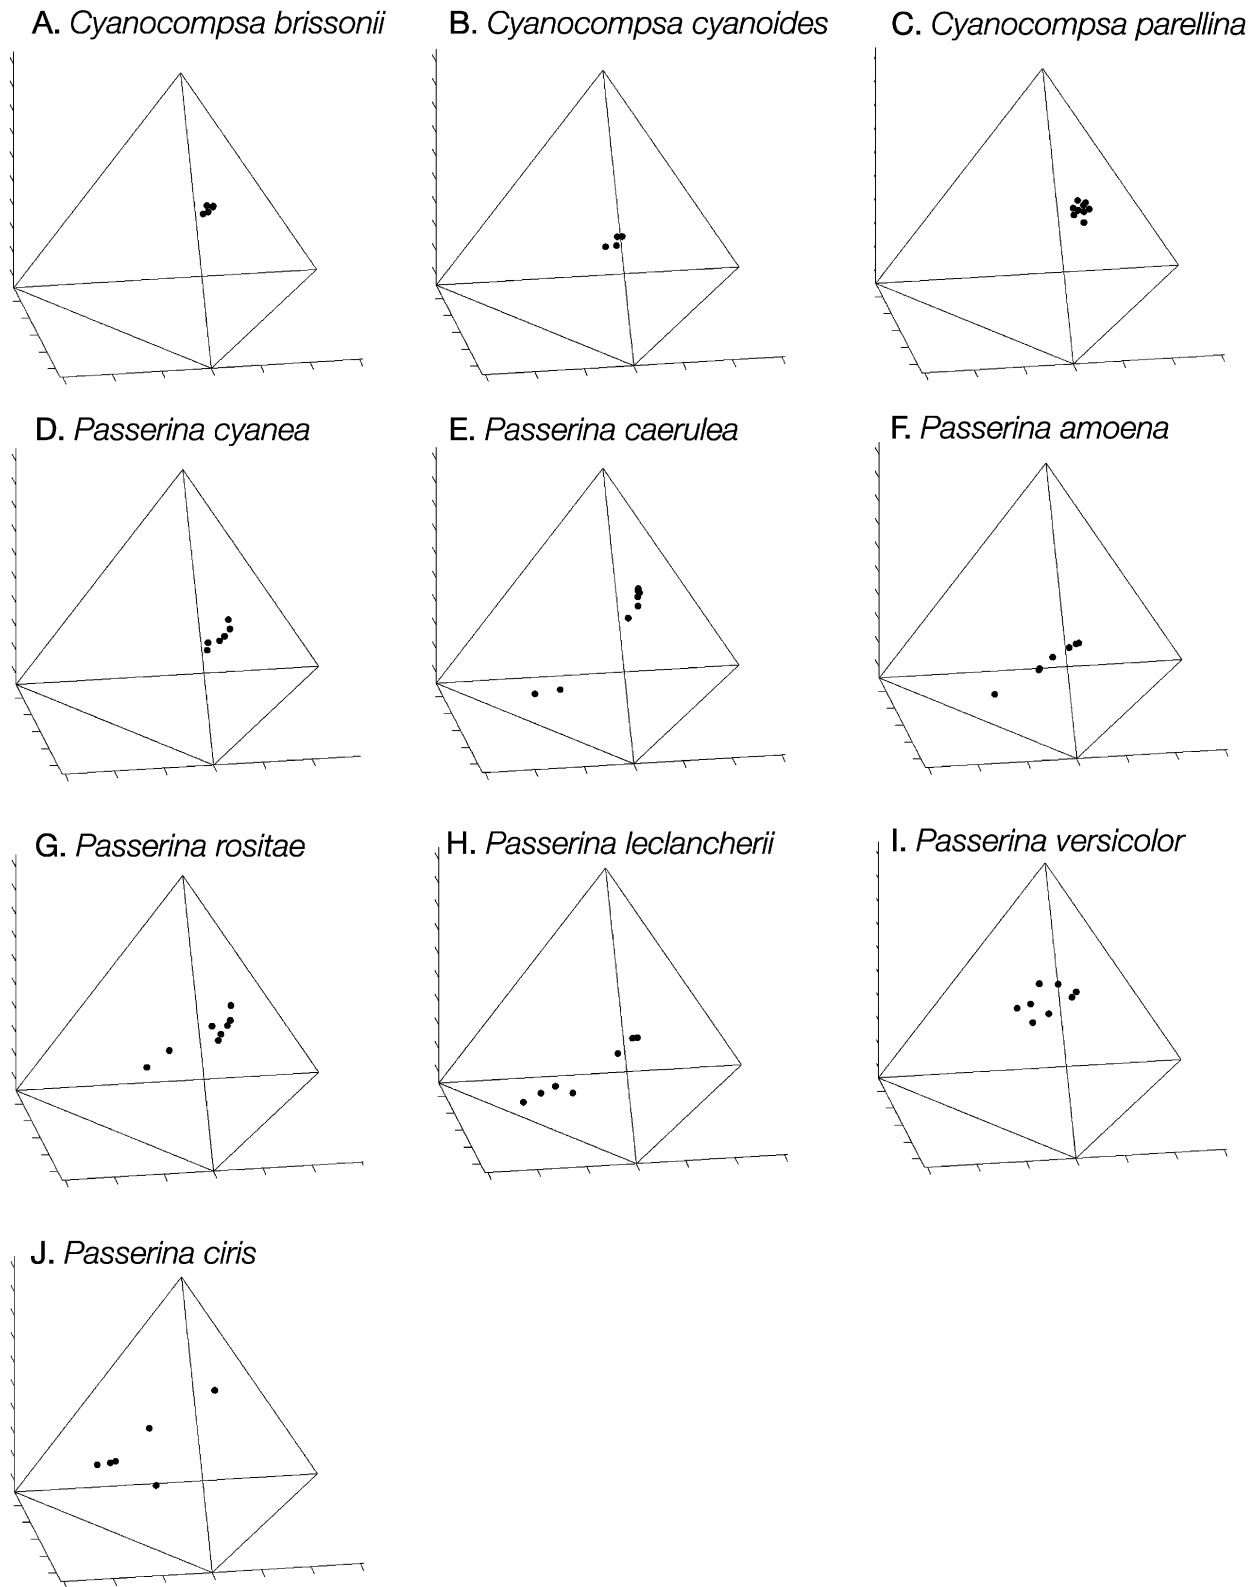 A. Cyanocompsa brissonii
B. Cyanocompsa cyanoides
C. Cyanocompsa parellina
D. Passerina cyanea
E. Passerina caerulea
F. Passerina amoena
G. Passerina rositae
H. Passerina leclancherii
I. Passerina versicolor
J. Passerina ciris